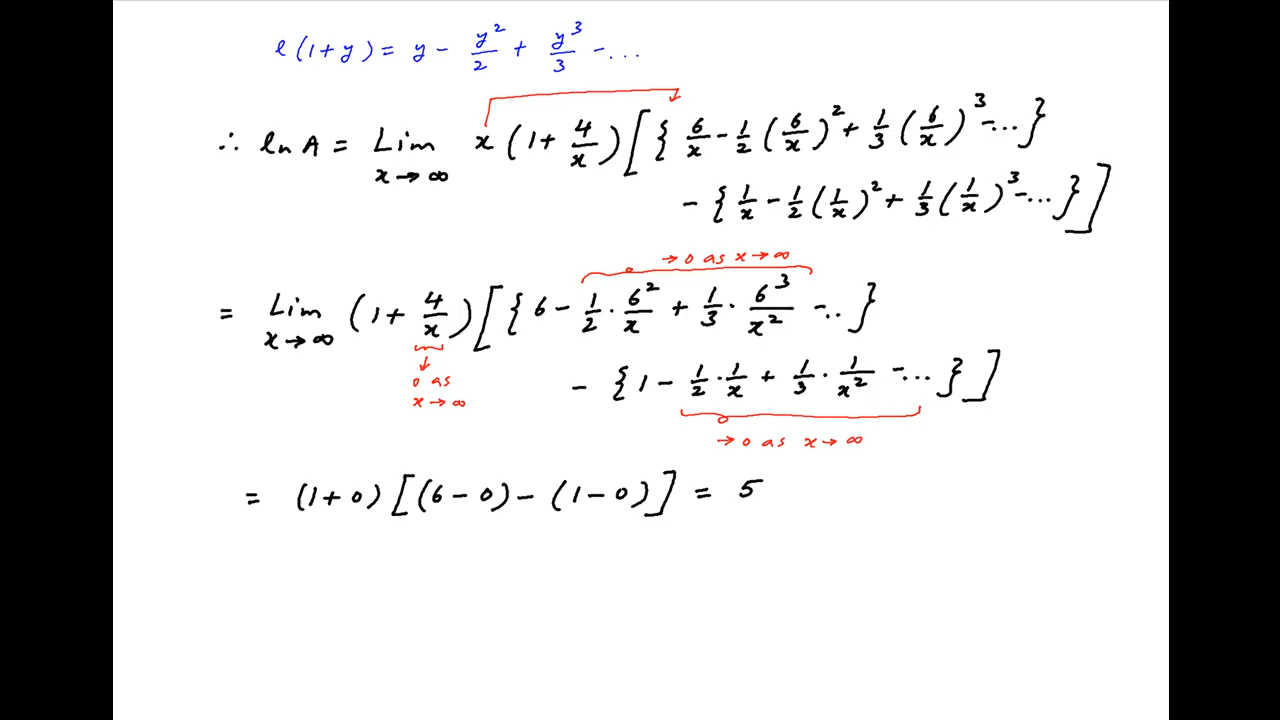 l(1+y) = y - y²/2 + y³/3 - ...
∴ ln A = Lim x→∞ x(1+4/x)[{6/x - 1/2(6/x)² + 1/3(6/x)³ - ...}
- {1/x - 1/2(1/x)² + 1/3(1/x)³ - ...}]
→ 0 as x → ∞
= Lim x→∞ (1+4/x)[{6 - 1/2 · 6²/x + 1/3 · 6³/x² - ...}
0 as x → ∞
- {1 - 1/2 · 1/x + 1/3 · 1/x² - ...}]
→ 0 as x → ∞
= (1+0)[(6-0)-(1-0)] = 5